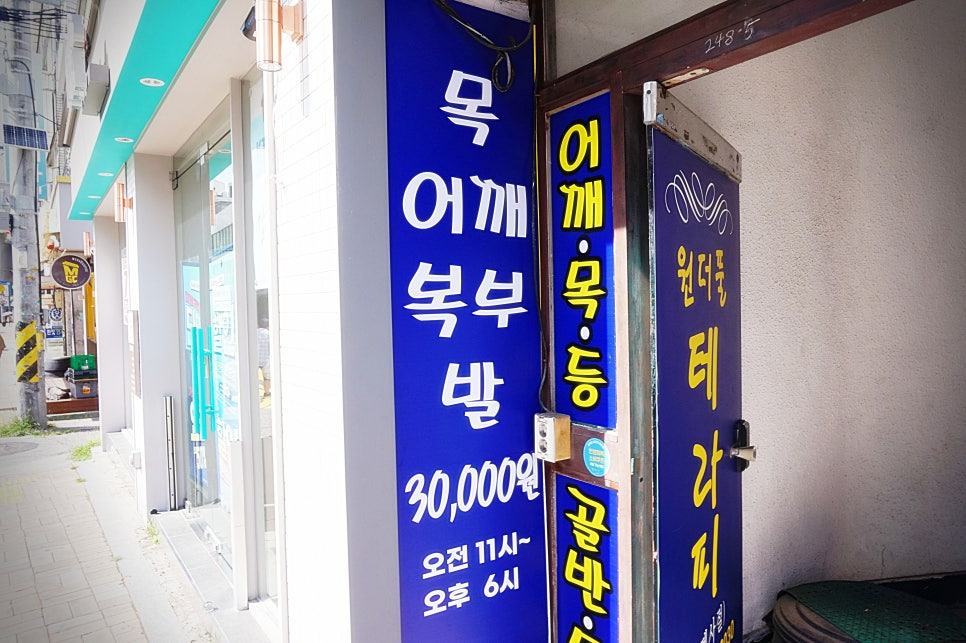 목
어깨
복부
발
30,000원
오전 11시~
오후 6시
어깨·목·등
골반·
원더풀
테라피
248-5
MGC